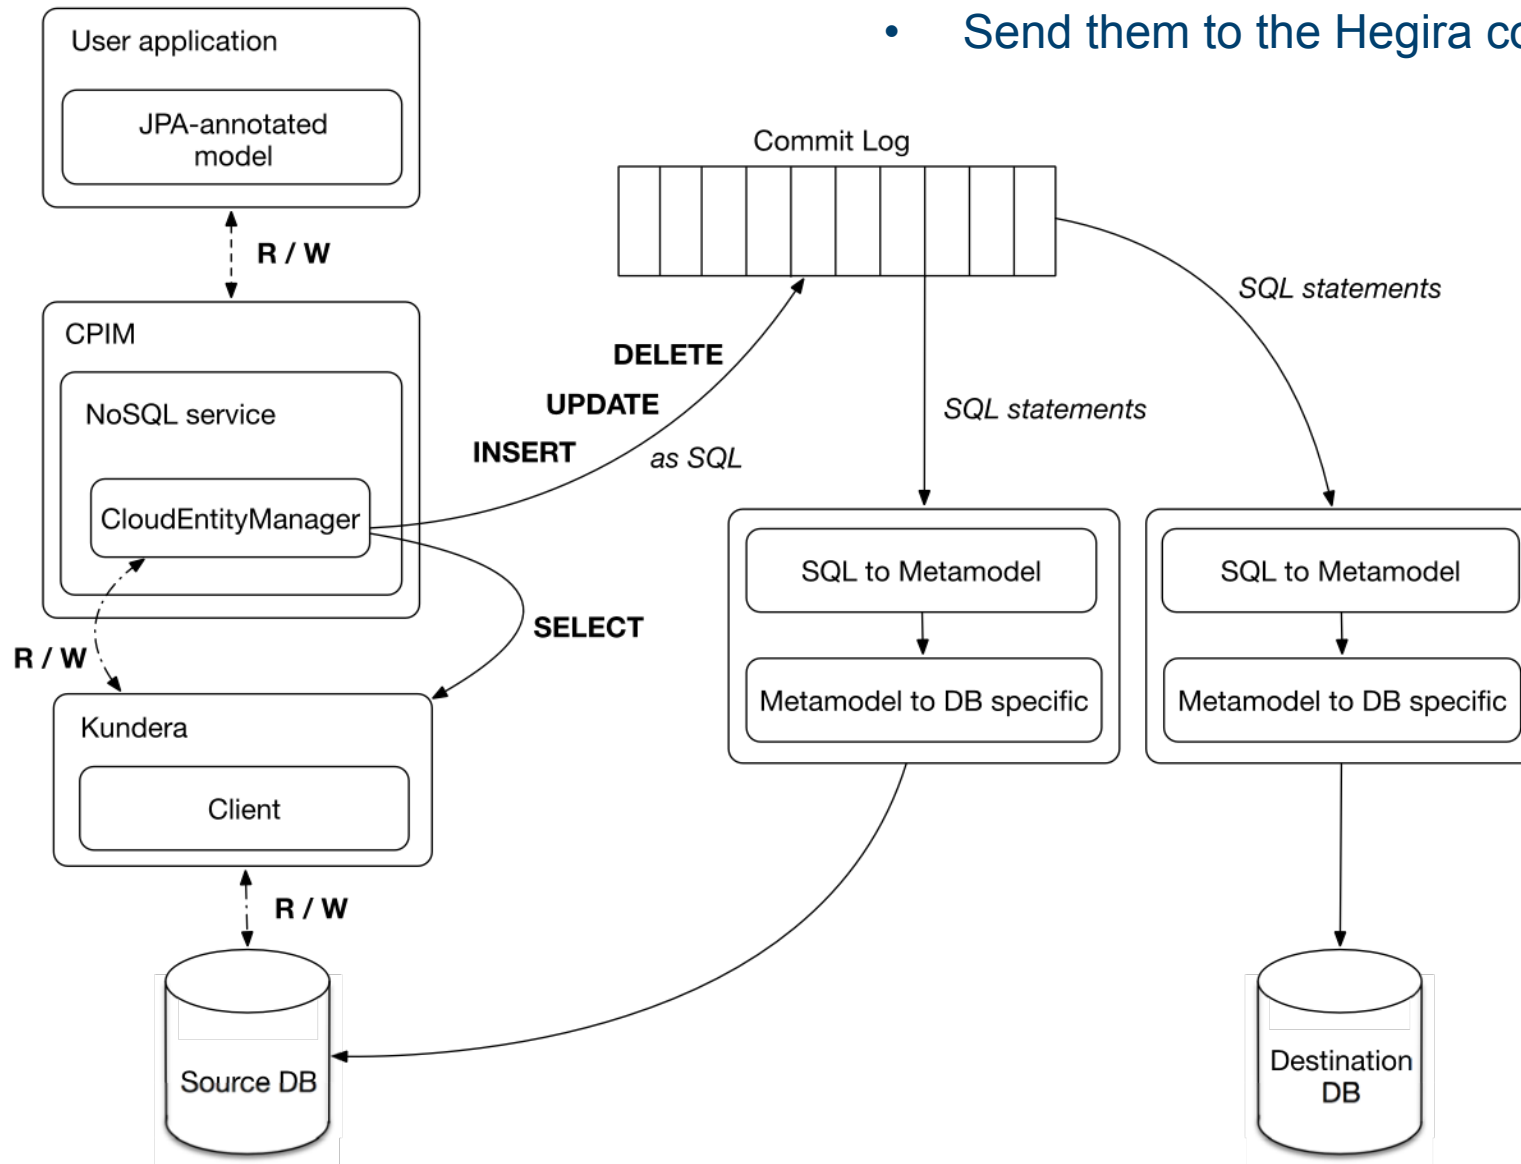 • Send them to the Hegira
User application
JPA-annotated
model
R / W
CPIM
NoSQL service
CloudEntityManager
R / W
Kundera
Client
R / W
Source DB
Commit Log
DELETE
UPDATE
INSERT
as SQL
SELECT
SQL statements
SQL statements
SQL to Metamodel
Metamodel to DB specific
SQL to Metamodel
Metamodel to DB specific
Destination
DB